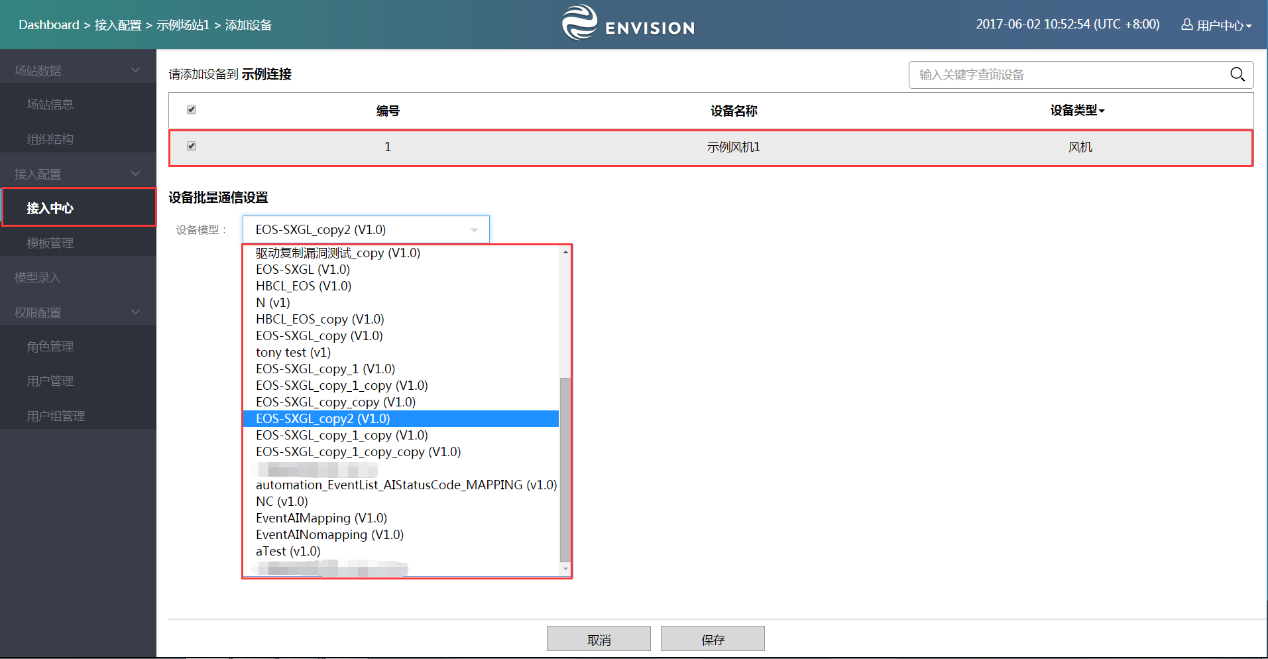 Dashboard > 接入配置 > 示例场站1 > 添加设备
ENVISION
2017-06-02 10:52:54 (UTC +8:00)
用户中心
场站数据
场站信息
组织结构
接入配置
接入中心
模板管理
模型录入
权限配置
角色管理
用户管理
用户组管理
请添加设备到 示例连接
输入关键字查询设备
编号 设备名称 设备类型
1 示例风机1 风机
设备批量通信设置
设备模型： EOS-SXGL_copy2 (V1.0)
驱动复制漏洞测试_copy (V1.0)
EOS-SXGL (V1.0)
HBCL_EOS (V1.0)
N (v1)
HBCL_EOS_copy (V1.0)
EOS-SXGL_copy (V1.0)
tony test (v1)
EOS-SXGL_copy_1 (V1.0)
EOS-SXGL_copy_1_copy (V1.0)
EOS-SXGL_copy_copy (V1.0)
EOS-SXGL_copy2 (V1.0)
EOS-SXGL_copy_1_copy (V1.0)
EOS-SXGL_copy_1_copy_copy (V1.0)
automation_EventList_AIStatusCode_MAPPING (v1.0)
NC (v1.0)
EventAIMapping (V1.0)
EventAINomapping (V1.0)
aTest (v1.0)
取消
保存